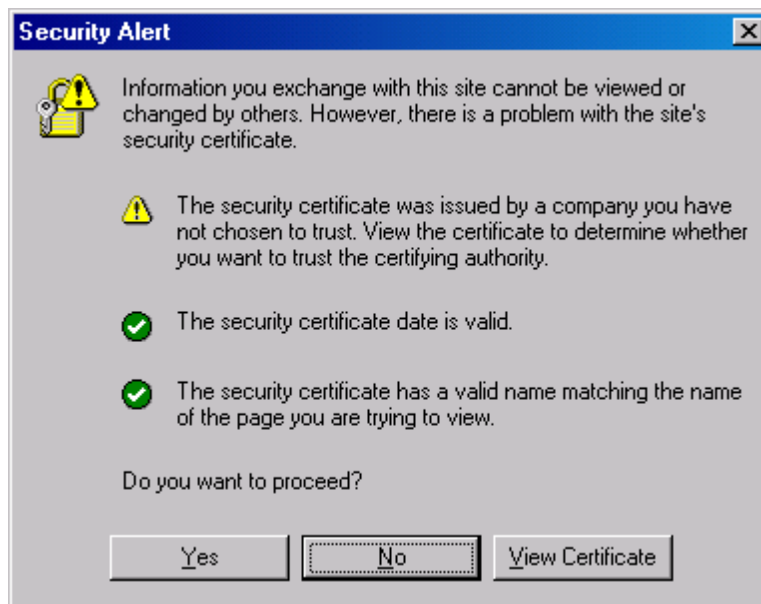 Security Alert
Information you exchange with this site cannot be viewed or
changed by others. However, there is a problem with the site's
security certificate.
The security certificate was issued by a company you have
not chosen to trust. View the certificate to determine whether
you want to trust the certifying authority.
The security certificate date is valid.
The security certificate has a valid name matching the name
of the page you are trying to view.
Do you want to proceed?
Yes No View Certificate